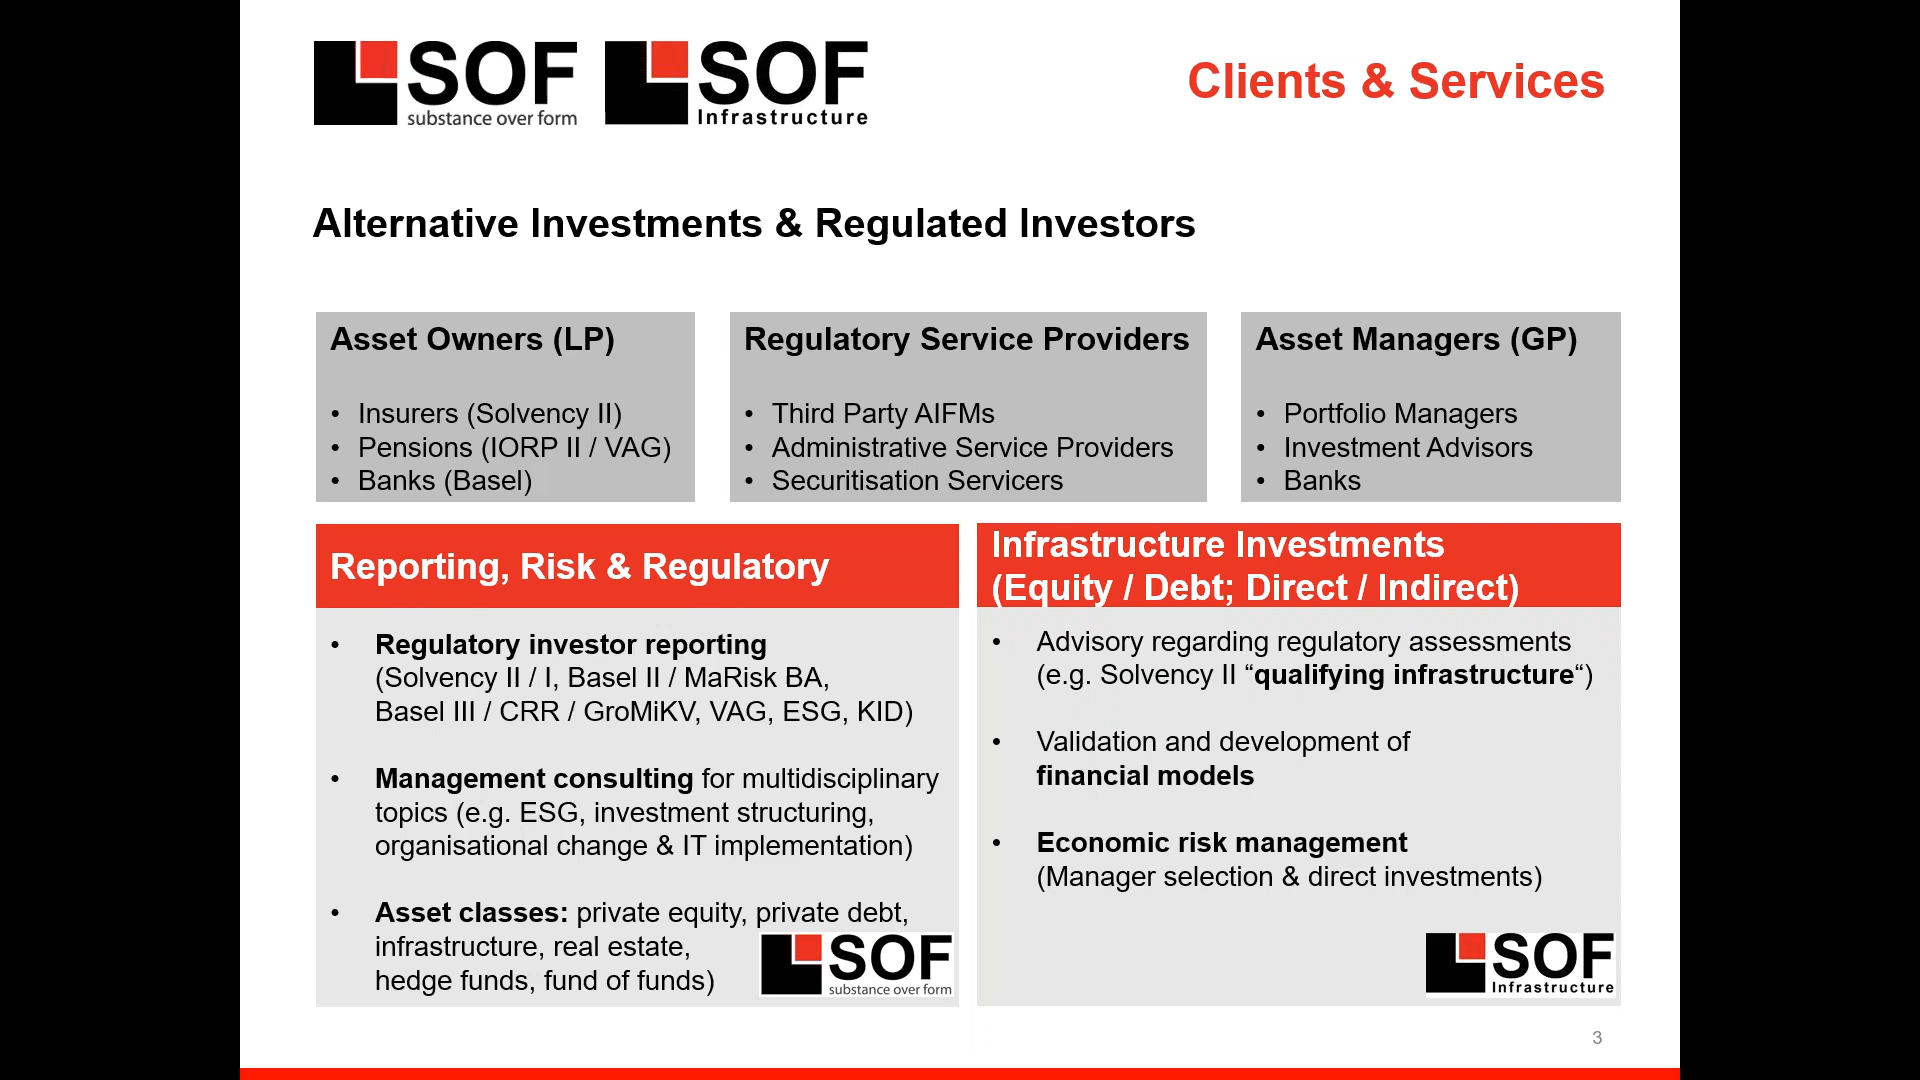 SOF
substance over form
SOF
Infrastructure
Clients & Services
Alternative Investments & Regulated Investors
Asset Owners (LP)
• Insurers (Solvency II)
• Pensions (IORP II / VAG)
• Banks (Basel)
Regulatory Service Providers
• Third Party AIFMs
• Administrative Service Providers
• Securitisation Servicers
Asset Managers (GP)
• Portfolio Managers
• Investment Advisors
• Banks
Reporting, Risk & Regulatory
• Regulatory investor reporting
(Solvency II / I, Basel II / MaRisk BA,
Basel III / CRR / GroMiKV, VAG, ESG, KID)
• Management consulting for multidisciplinary
topics (e.g. ESG, investment structuring,
organisational change & IT implementation)
• Asset classes: private equity, private debt,
infrastructure, real estate,
hedge funds, fund of funds)
SOF
substance over form
Infrastructure Investments
(Equity / Debt; Direct / Indirect)
• Advisory regarding regulatory assessments
(e.g. Solvency II “qualifying infrastructure“)
• Validation and development of
financial models
• Economic risk management
(Manager selection & direct investments)
SOF
Infrastructure
3